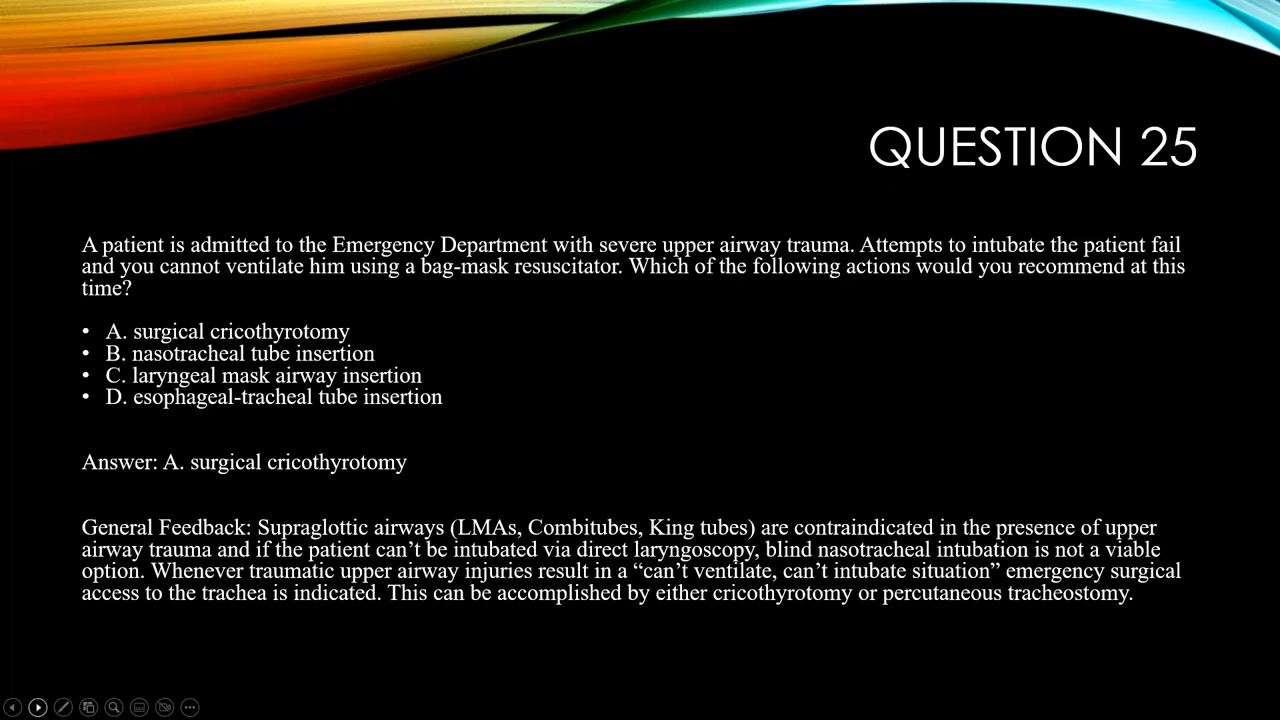 QUESTION 25
A patient is admitted to the Emergency Department with severe upper airway trauma. Attempts to intubate the patient fail
and you cannot ventilate him using a bag-mask resuscitator. Which of the following actions would you recommend at this
time?
• A. surgical cricothyrotomy
• B. nasotracheal tube insertion
• C. laryngeal mask airway insertion
• D. esophageal-tracheal tube insertion
Answer: A. surgical cricothyrotomy
General Feedback: Supraglottic airways (LMAs, Combitubes, King tubes) are contraindicated in the presence of upper
airway trauma and if the patient can’t be intubated via direct laryngoscopy, blind nasotracheal intubation is not a viable
option. Whenever traumatic upper airway injuries result in a “can’t ventilate, can’t intubate situation” emergency surgical
access to the trachea is indicated. This can be accomplished by either cricothyrotomy or percutaneous tracheostomy.